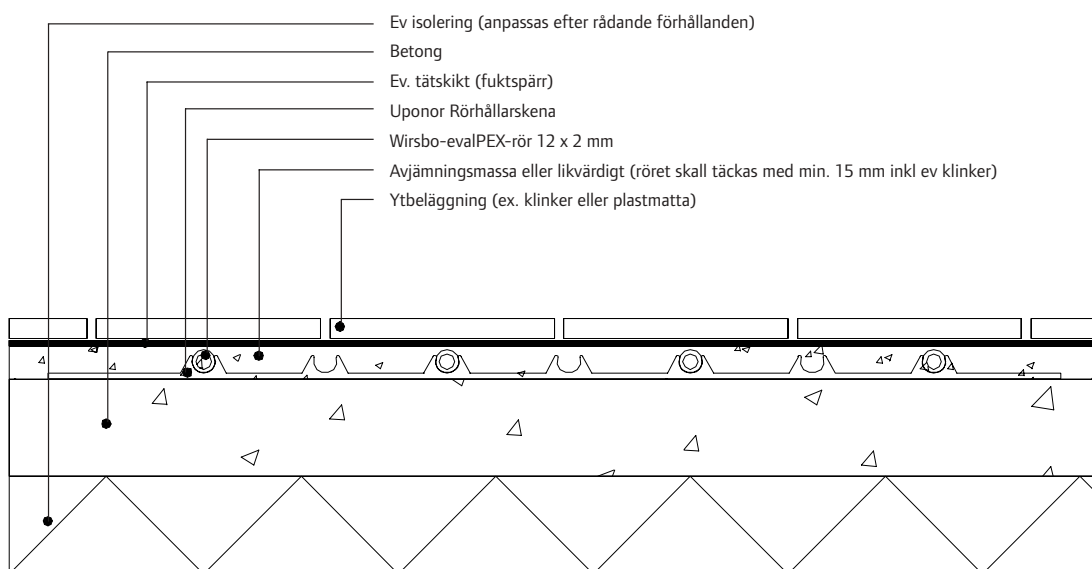 Ev isolering (anpassas efter rådande förhållanden)
Betong
Ev. tätskikt (fuktspärr)
Uponor Rörhållarskena
Wirsbo-evalPEX-rör 12 x 2 mm
Avjämningsmassa eller likvärdigt (röret skall täckas med min. 15 mm inkl ev klinker)
Ytbeläggning (ex. klinker eller plastmatta)